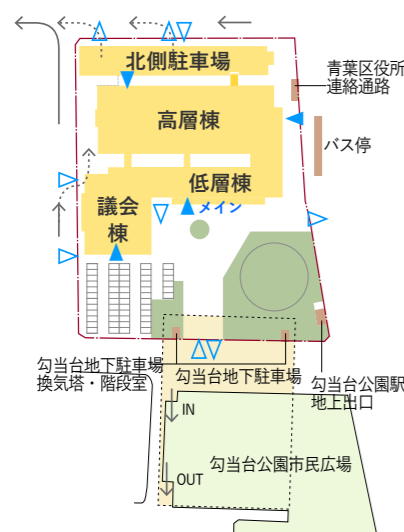 北側駐車場
青葉区役所
連絡通路
高層棟
バス停
低層棟
メイン
議会
棟
勾当台地下駐車場
換気塔・階段室
勾当台地下駐車場
勾当台公園駅
地上出口
IN
勾当台公園市民広場
OUT